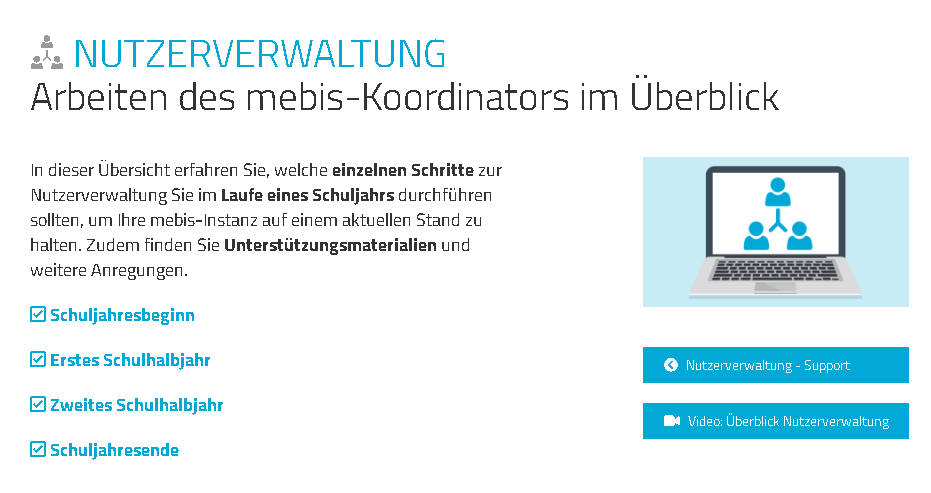 NUTZERVERWALTUNG
Arbeiten des mebis-Koordinators im Überblick
In dieser Übersicht erfahren Sie, welche einzelnen Schritte zur
Nutzerverwaltung Sie im Laufe eines Schuljahrs durchführen
sollten, um Ihre mebis-Instanz auf einem aktuellen Stand zu
halten. Zudem finden Sie Unterstützungsmaterialien und
weitere Anregungen.
Schuljahresbeginn
Erstes Schulhalbjahr
Zweites Schulhalbjahr
Schuljahresende
Nutzerverwaltung - Support
Video: Überblick Nutzerverwaltung